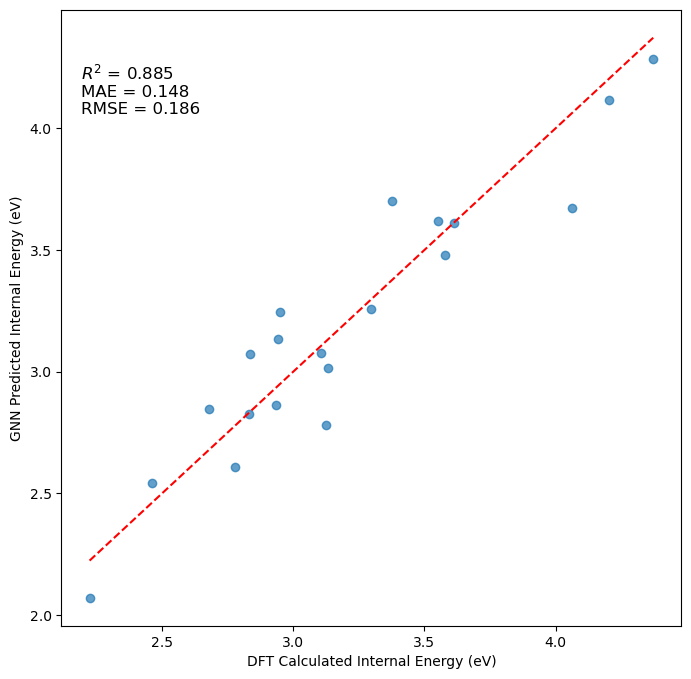 R² = 0.885
MAE = 0.148
RMSE = 0.186
GNN Predicted Internal Energy (eV)
4.0
3.5
3.0
2.5
2.0
2.5 3.0 3.5 4.0
DFT Calculated Internal Energy (eV)